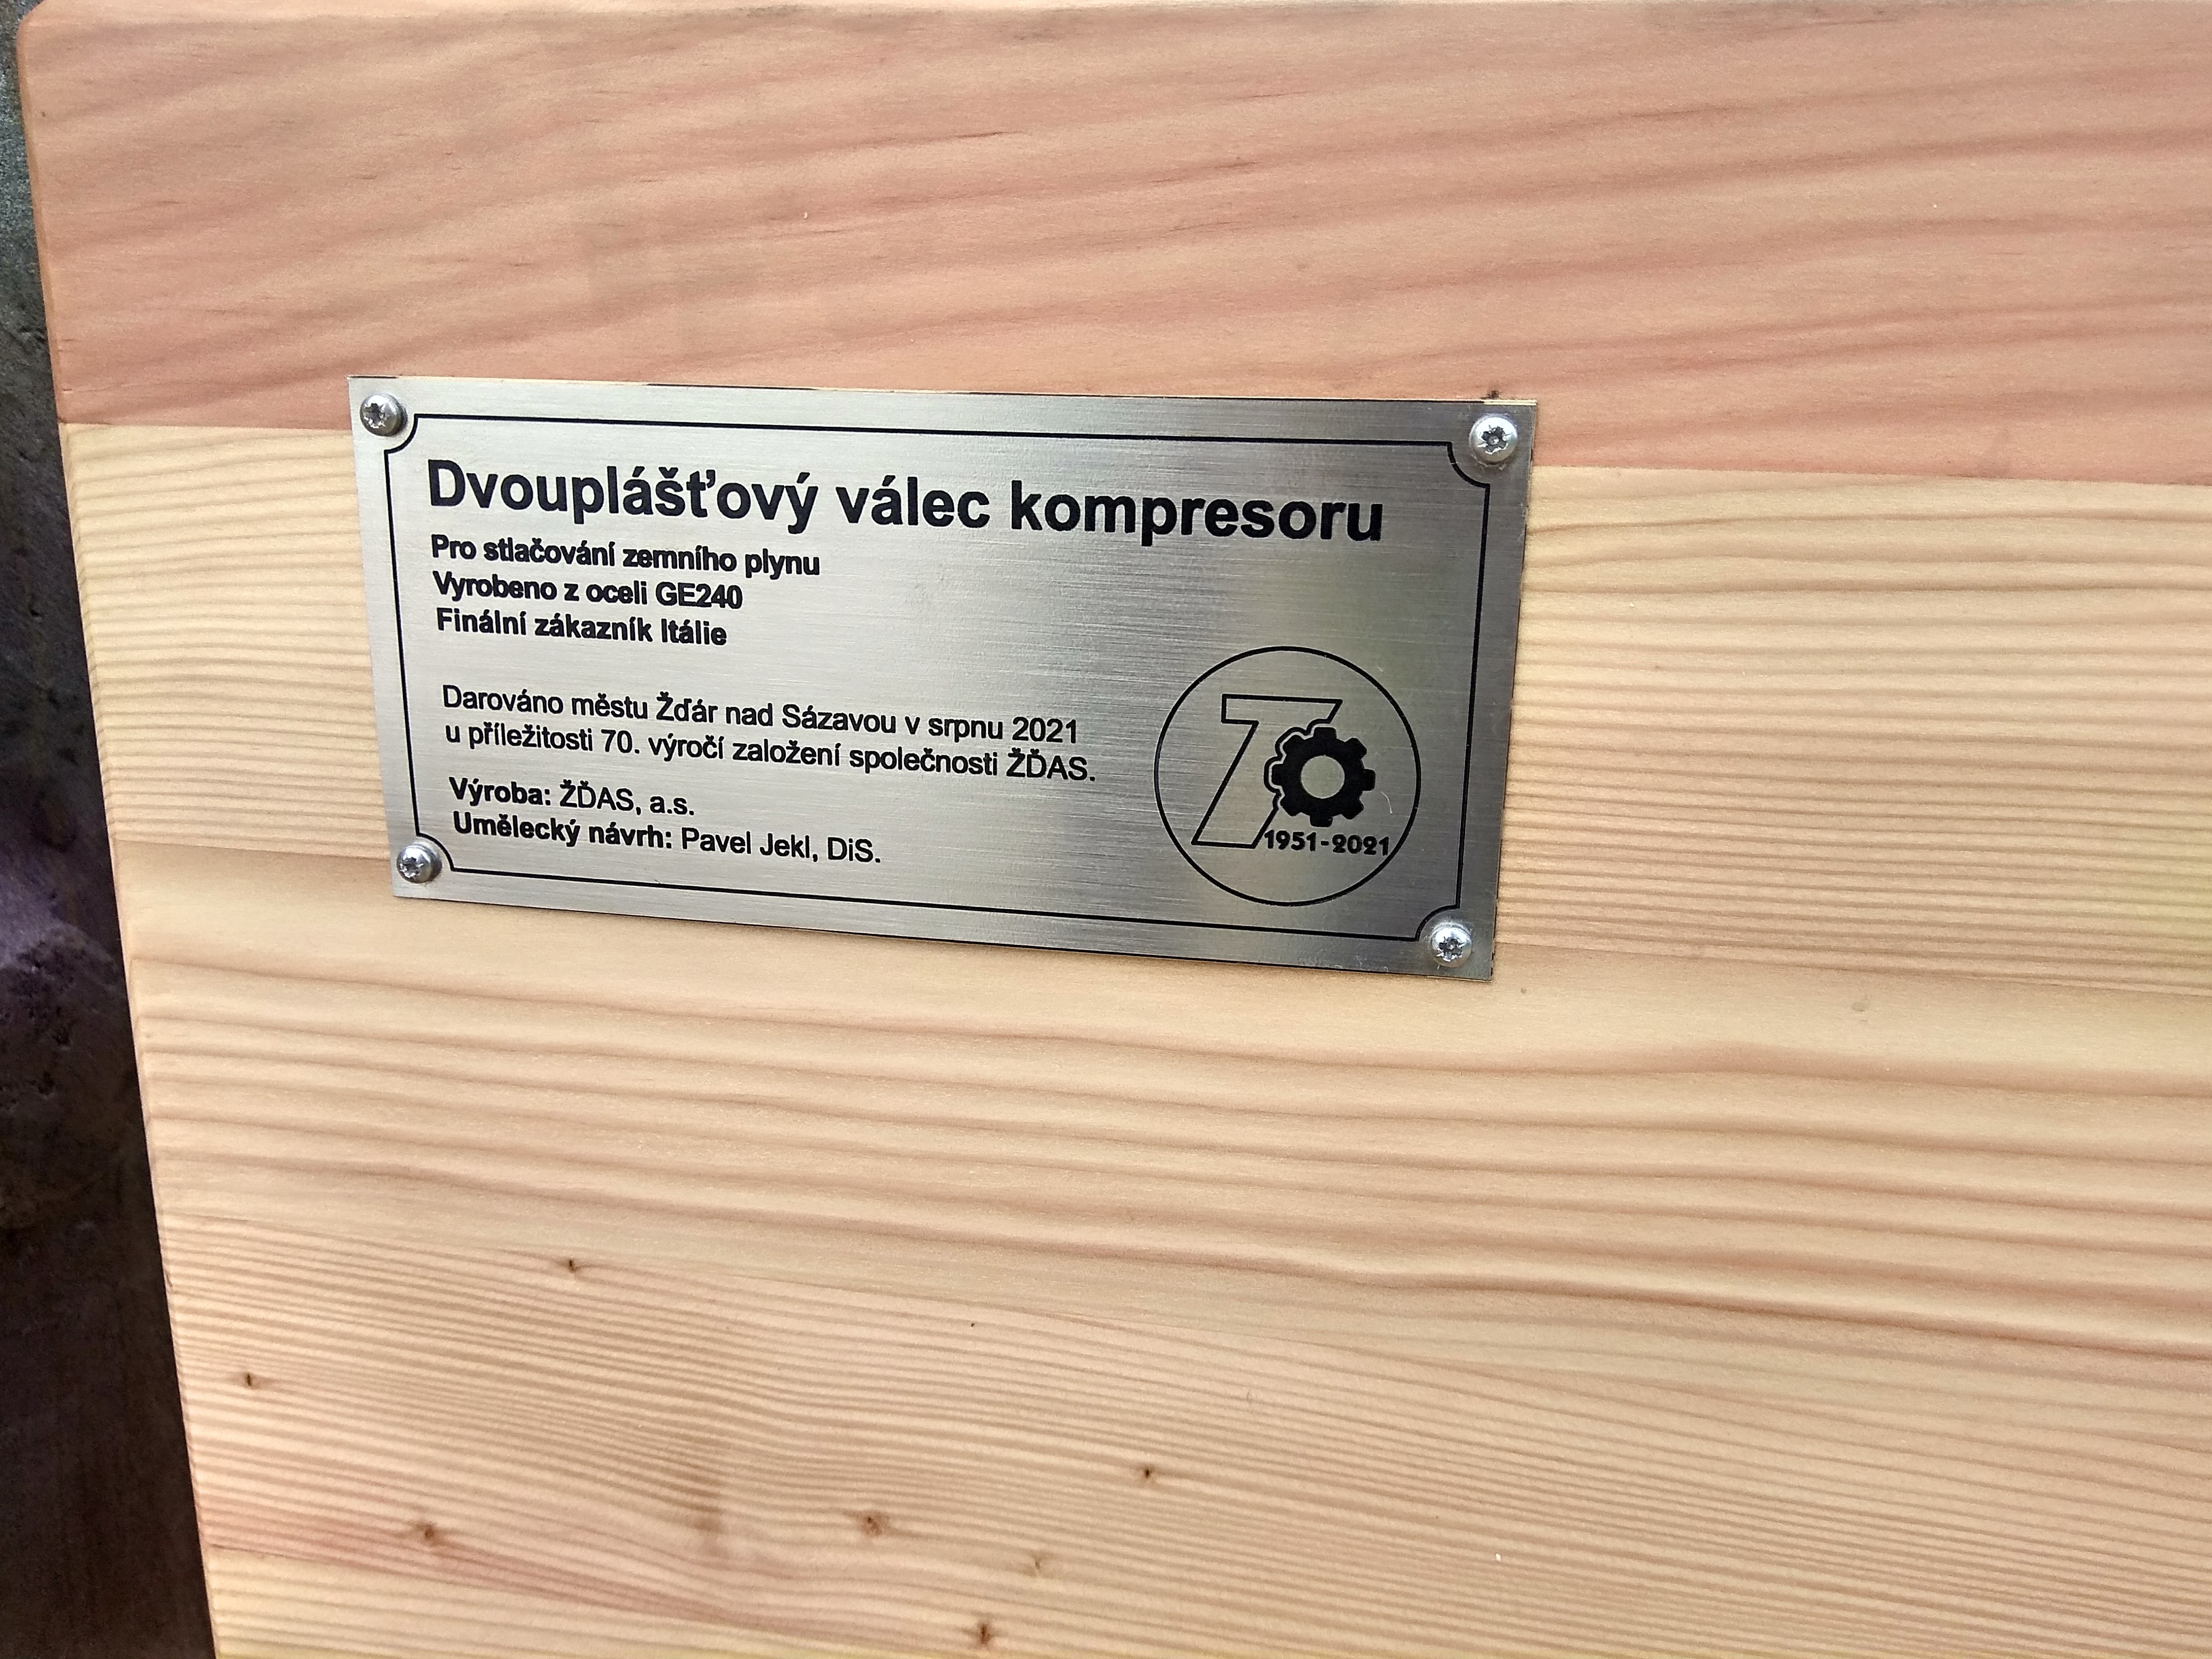 Dvouplášťový válec kompresoru
Pro stlačování zemního plynu
Vyrobeno z oceli GE240
Finální zákazník Itálie
Darováno městu Žďár nad Sázavou v srpnu 2021
u příležitosti 70. výročí založení společnosti ŽĎAS.
Výroba: ŽĎAS, a.s.
Umělecký návrh: Pavel Jekl, DiS.
70
1951-2021